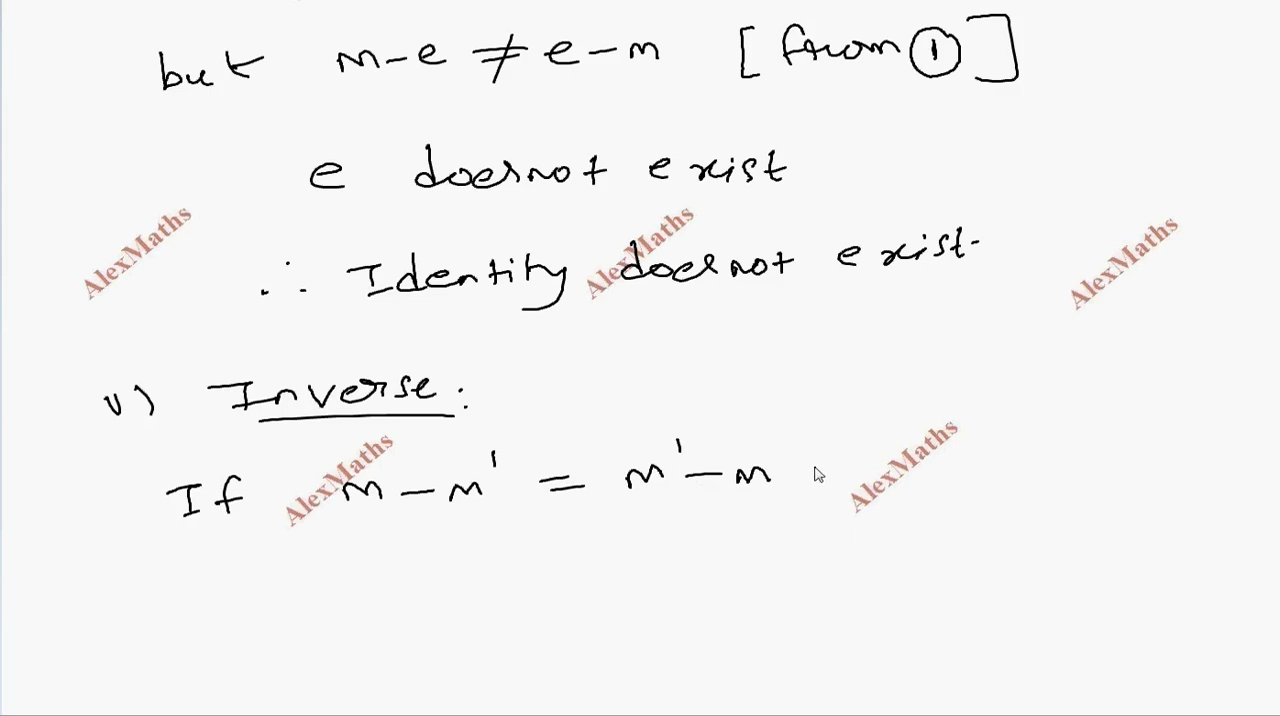 but m-e ≠ e-m [from ①]
e doesnot exist
∴ Identity doesnot exist.
v) Inverse:
If m-m' = m'-m
AlexMaths
AlexMaths
AlexMaths
AlexMaths
AlexMaths